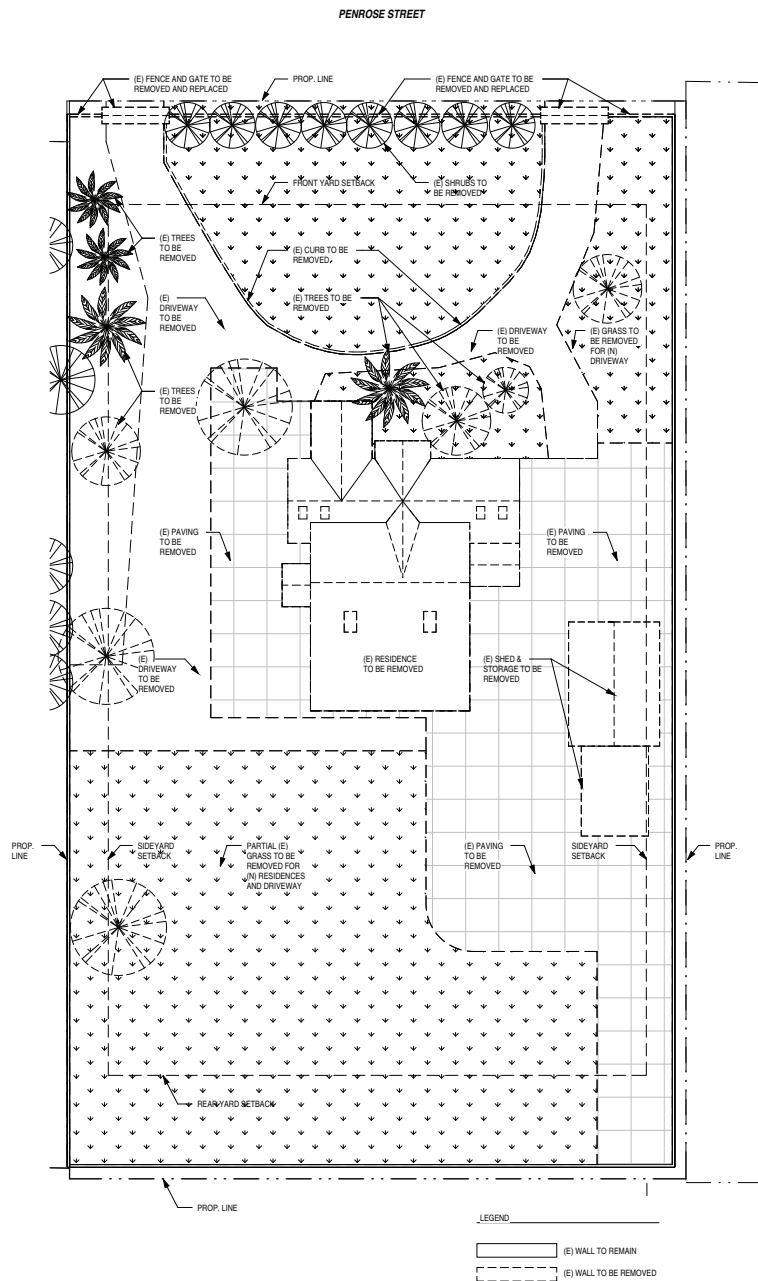 PENROSE STREET
(E) FENCE AND GATE TO BE
REMOVED AND REPLACED
PROP. LINE
(E) FENCE AND GATE TO BE
REMOVED AND REPLACED
FRONT YARD SETBACK
(E) SHRUBS TO
BE REMOVED
(E) TREES
TO BE
REMOVED
(E) CURB TO BE
REMOVED
(E)
DRIVEWAY
TO BE
REMOVED
(E) TREES TO BE
REMOVED
(E) DRIVEWAY
TO BE
REMOVED
(E) GRASS TO
BE REMOVED
FOR (N)
DRIVEWAY
(E) TREES
TO BE
REMOVED
(E) PAVING
TO BE
REMOVED
(E) PAVING
TO BE
REMOVED
(E)
DRIVEWAY
TO BE
REMOVED
(E) RESIDENCE
TO BE REMOVED
(E) SHED &
STORAGE TO BE
REMOVED
PROP.
LINE
SIDEYARD
SETBACK
PARTIAL (E)
GRASS TO BE
REMOVED FOR
(N) RESIDENCES
AND DRIVEWAY
(E) PAVING
TO BE
REMOVED
SIDEYARD
SETBACK
PROP.
LINE
REAR YARD SETBACK
PROP. LINE
LEGEND
(E) WALL TO REMAIN
(E) WALL TO BE REMOVED